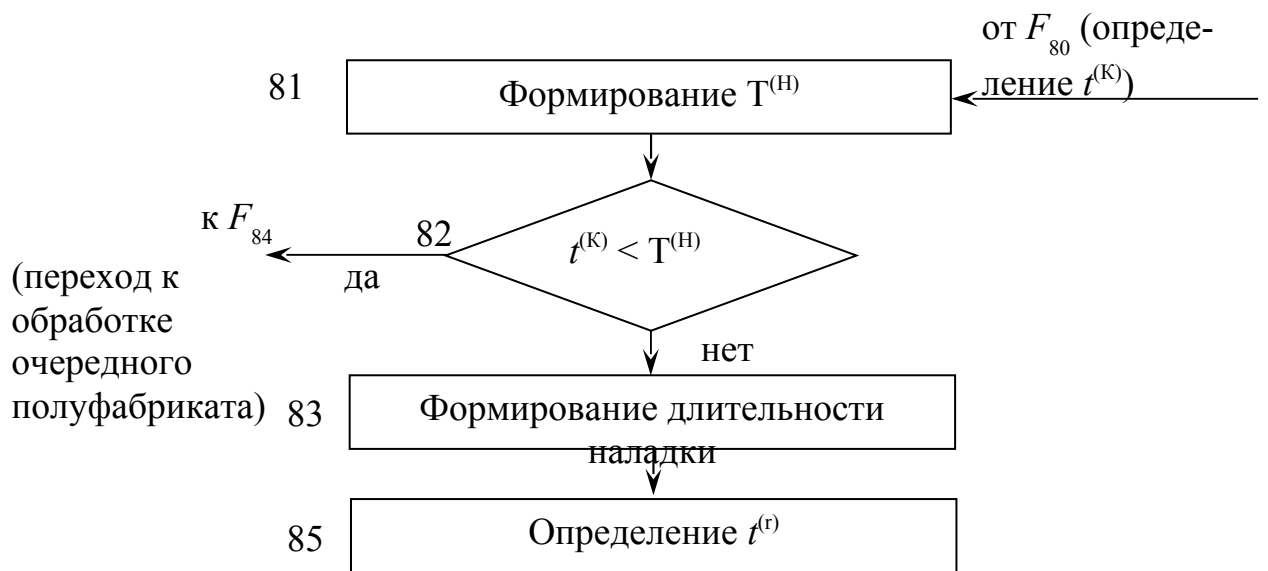 от F₈₀ (опреде-
ление t⁽ᴷ⁾)
81
Формирование T⁽ᴴ⁾
к F₈₄
82
t⁽ᴷ⁾ < T⁽ᴴ⁾
да
(переход к
обработке
очередного
полуфабриката)
нет
83
Формирование длительности
наладки
85
Определение t⁽ʳ⁾